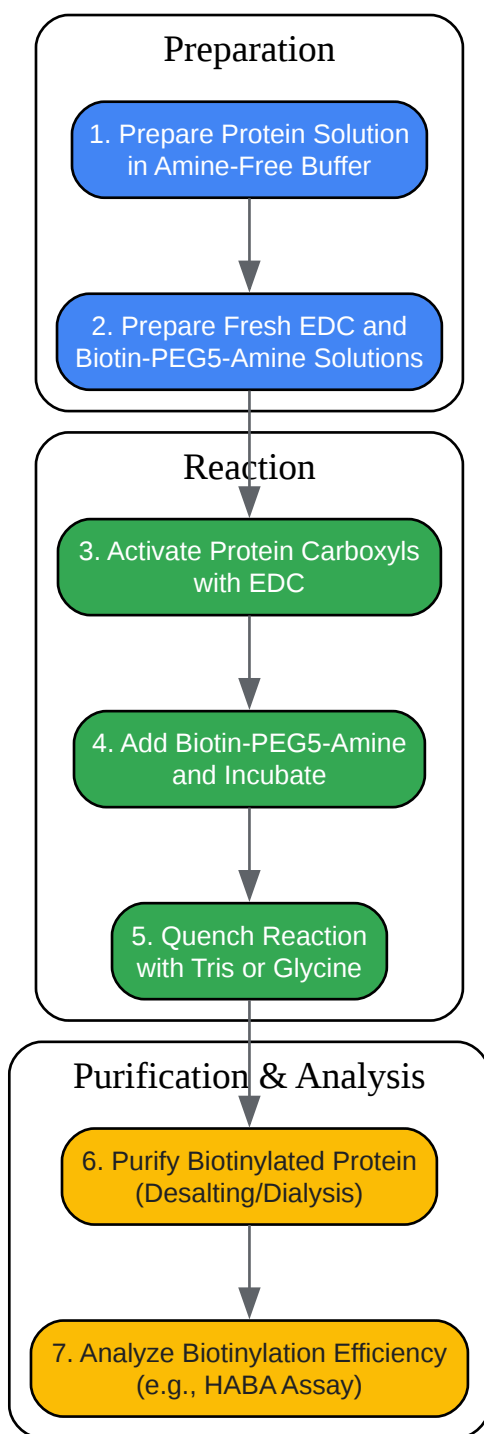 Preparation
1. Prepare Protein Solution
in Amine-Free Buffer
2. Prepare Fresh EDC and
Biotin-PEG5-Amine Solutions
Reaction
3. Activate Protein Carboxyls
with EDC
4. Add Biotin-PEG5-Amine
and Incubate
5. Quench Reaction
with Tris or Glycine
Purification & Analysis
6. Purify Biotinylated Protein
(Desalting/Dialysis)
7. Analyze Biotinylation Efficiency
(e.g., HABA Assay)